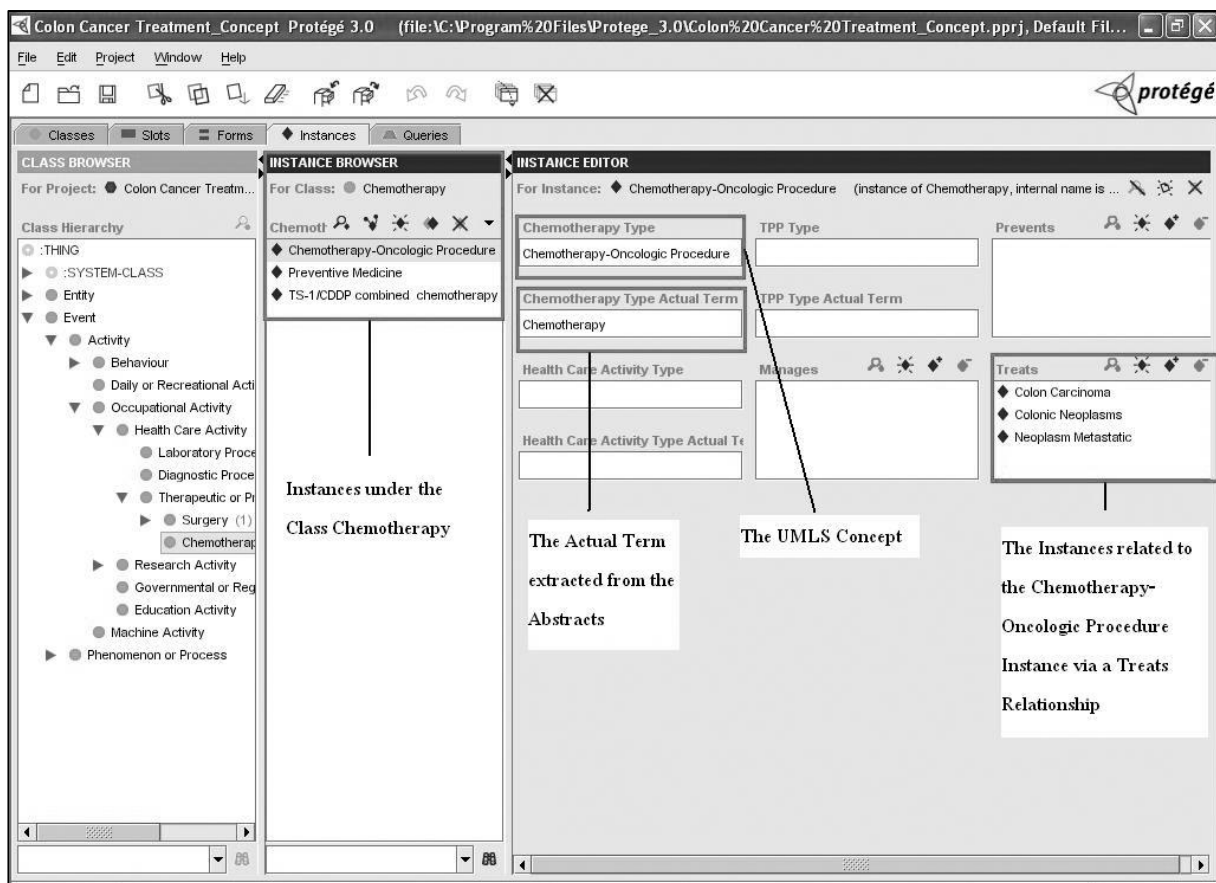 Colon Cancer Treatment_Concept Protégé 3.0 (file:\C:\Program%20Files\Protege_3.0\Colon%20Cancer%20Treatment_Concept.pprj, Default Fil...
File Edit Project Window Help
protégé
Classes Slots Forms Instances Queries
CLASS BROWSER
For Project: Colon Cancer Treatm...
Class Hierarchy
:THING
:SYSTEM-CLASS
Entity
Event
Activity
Behaviour
Daily or Recreational Acti
Occupational Activity
Health Care Activity
Laboratory Proce
Diagnostic Proce
Therapeutic or Pr
Surgery (1)
Chemotherap
Research Activity
Governmental or Reg
Education Activity
Machine Activity
Phenomenon or Process
INSTANCE BROWSER
For Class: Chemotherapy
Chemoth
Chemotherapy-Oncologic Procedure
Preventive Medicine
TS-1/CDDP combined chemotherapy
Instances under the
Class Chemotherapy
INSTANCE EDITOR
For Instance: Chemotherapy-Oncologic Procedure (instance of Chemotherapy, internal name is ...
Chemotherapy Type
Chemotherapy-Oncologic Procedure
Chemotherapy Type Actual Term
Chemotherapy
Health Care Activity Type
Health Care Activity Type Actual Te
TPP Type
TPP Type Actual Term
Manages
Prevents
Treats
Colon Carcinoma
Colonic Neoplasms
Neoplasm Metastatic
The Actual Term
extracted from the
Abstracts
The UMLS Concept
The Instances related to
the Chemotherapy-
Oncologic Procedure
Instance via a Treats
Relationship